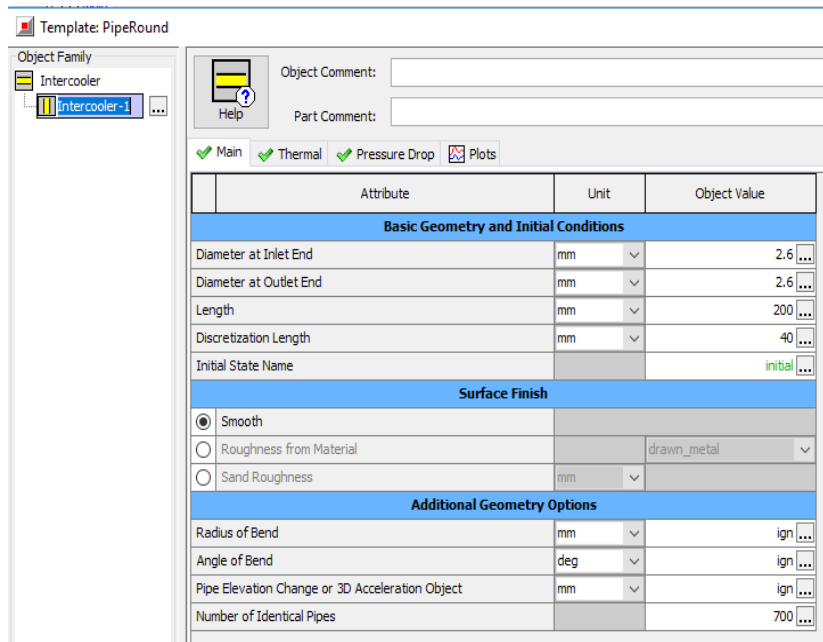 Template: PipeRound
Object Family
Intercooler
Intercooler-1 ...
Object Comment:
Help
Part Comment:
Main Thermal Pressure Drop Plots
Attribute Unit Object Value
Basic Geometry and Initial Conditions
Diameter at Inlet End mm 2.6 ...
Diameter at Outlet End mm 2.6 ...
Length mm 200 ...
Discretization Length mm 40 ...
Initial State Name initial ...
Surface Finish
Smooth
Roughness from Material drawn_metal
Sand Roughness mm
Additional Geometry Options
Radius of Bend mm ign ...
Angle of Bend deg ign ...
Pipe Elevation Change or 3D Acceleration Object mm ign ...
Number of Identical Pipes 700 ...